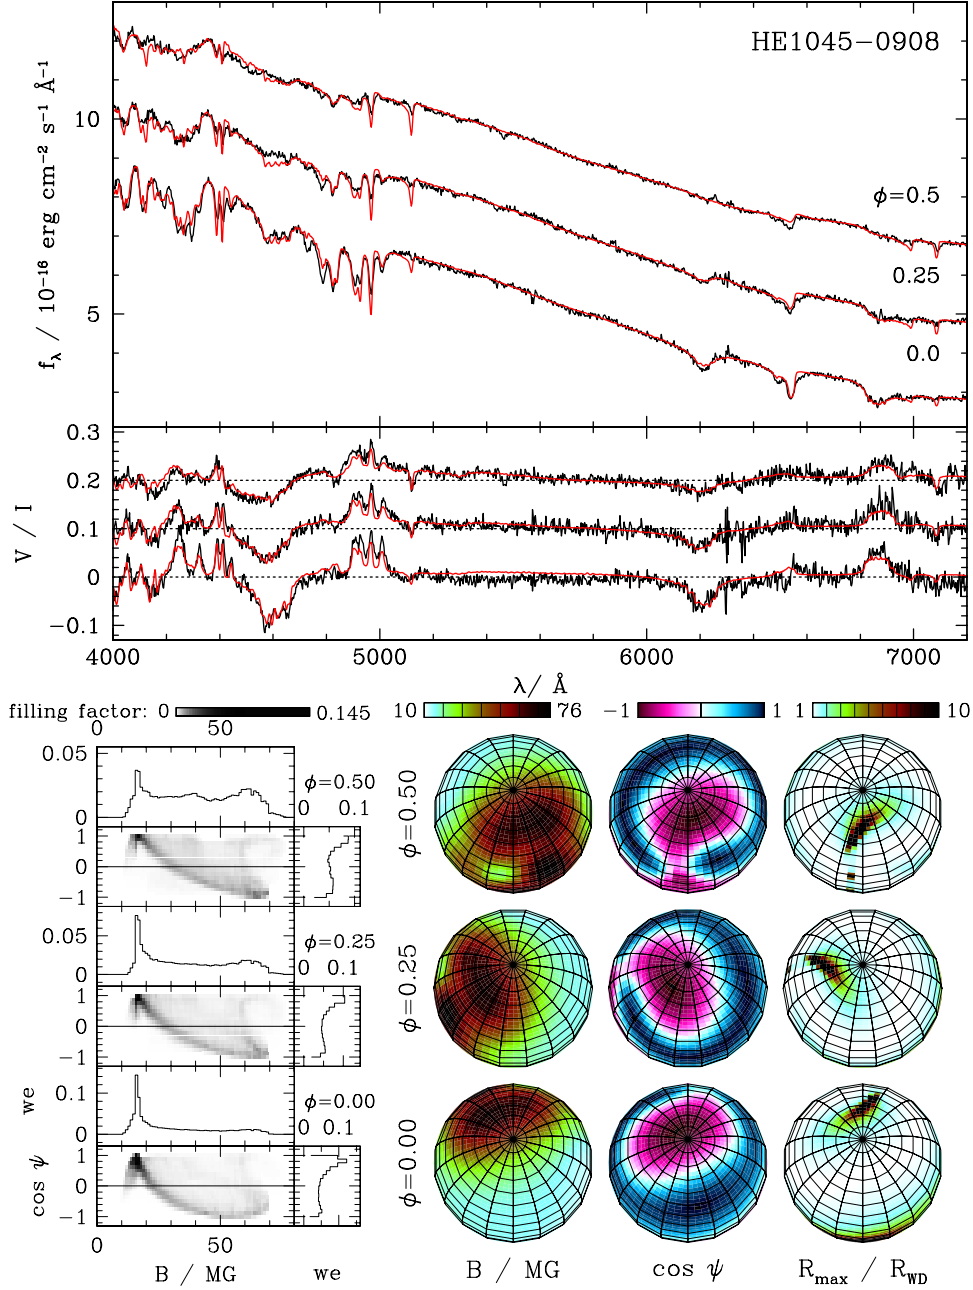 HE1045−0908
f_λ / 10⁻¹⁶ erg cm⁻² s⁻¹ Å⁻¹
10
5
ϕ=0.5
0.25
0.0
V / I
0.3
0.2
0.1
0
−0.1
4000 5000 6000 7000
λ/ Å
filling factor: 0 0.145
10 76
−1 1
1 10
0 50
0.05
0
ϕ=0.50
0 0.1
1
0
−1
ϕ=0.50
0.05
0
ϕ=0.25
0 0.1
1
0
−1
ϕ=0.25
we
0.1
0
ϕ=0.00
0 0.1
cos ψ
1
0
−1
ϕ=0.00
0 50
B / MG
we
B / MG
cos ψ
R_max / R_WD